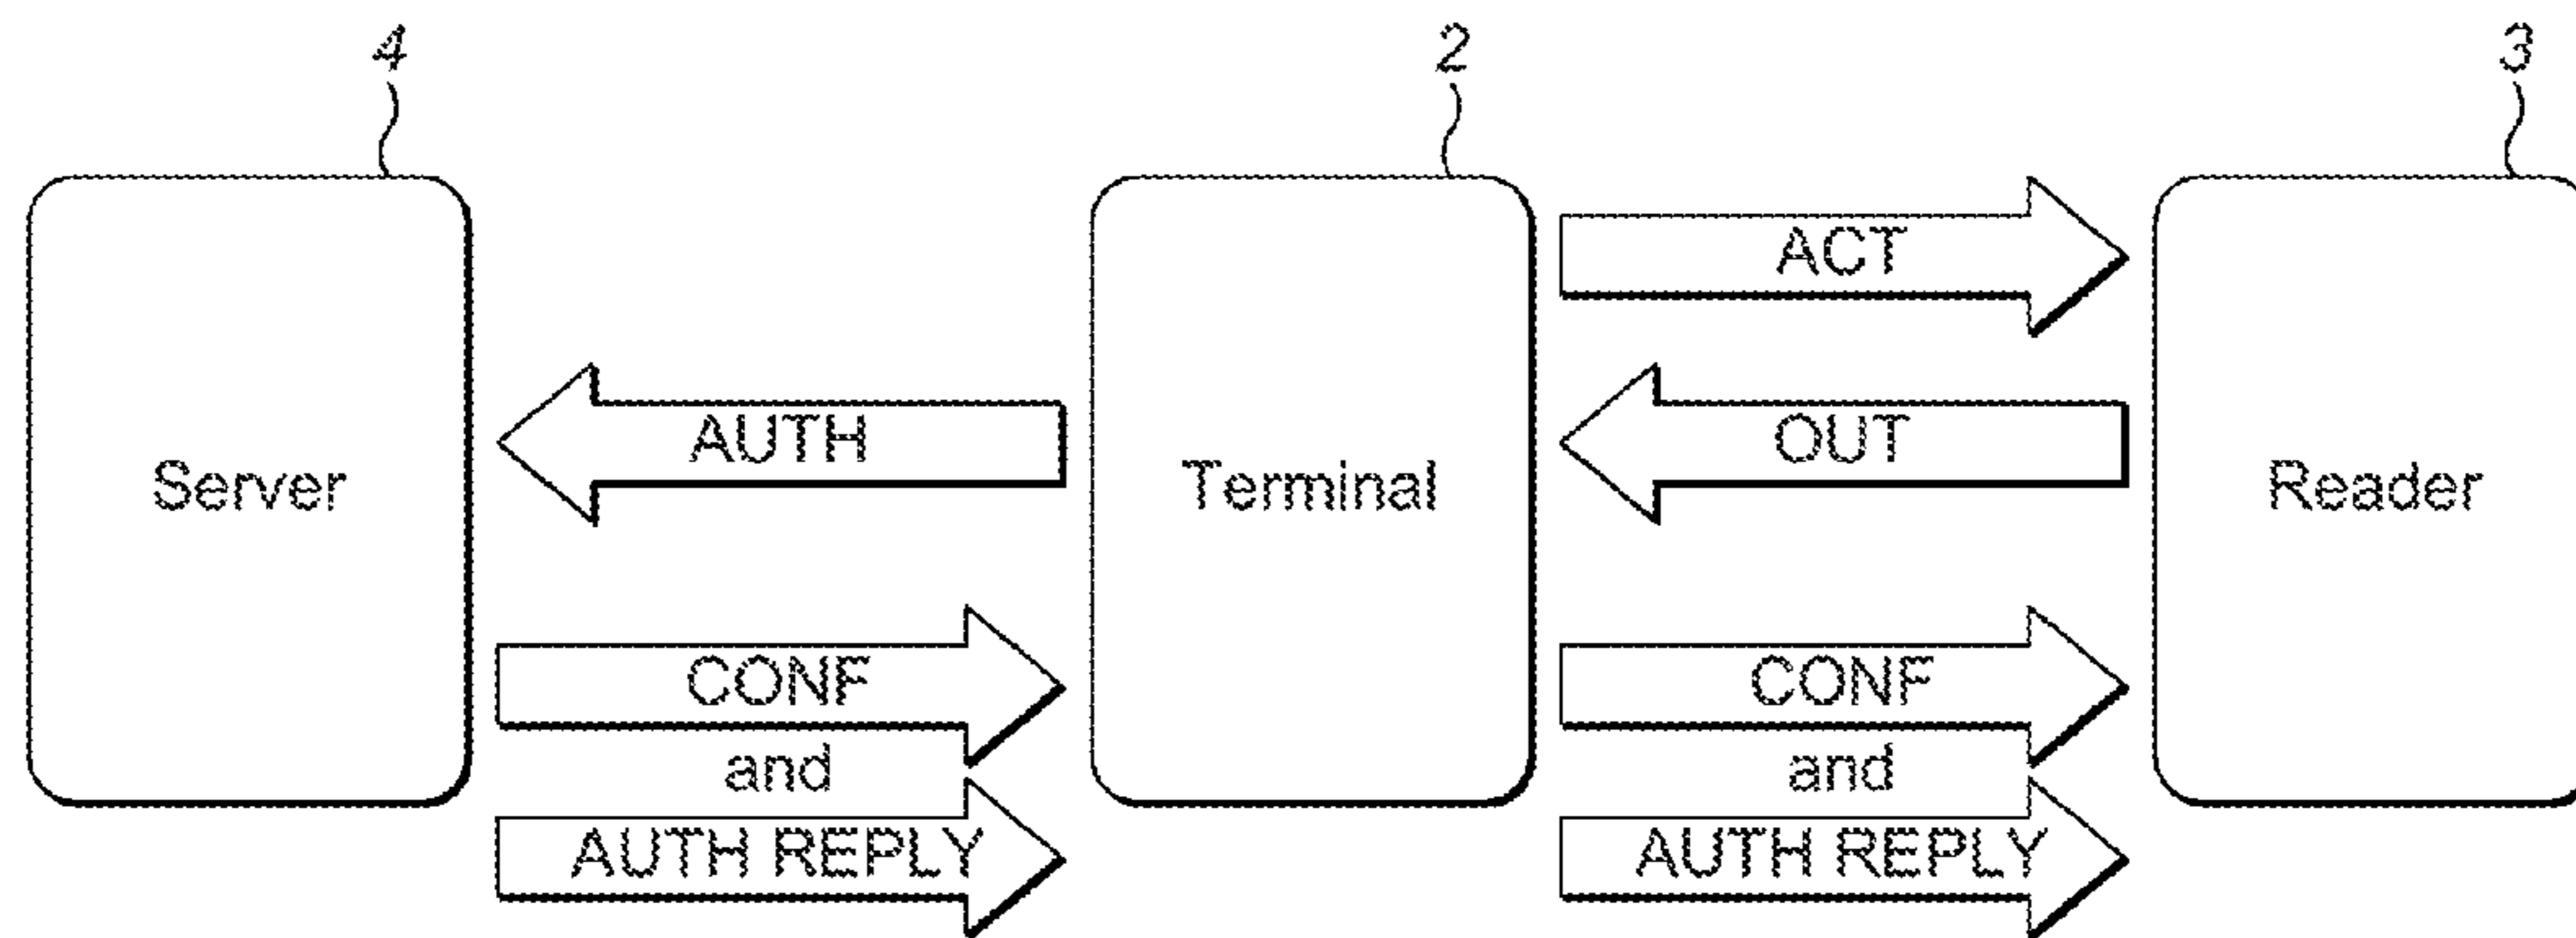 4
2
3
ACT
AUTH
OUT
Server
Terminal
Reader
CONF
CONF
and
and
AUTH REPLY
AUTH REPLY